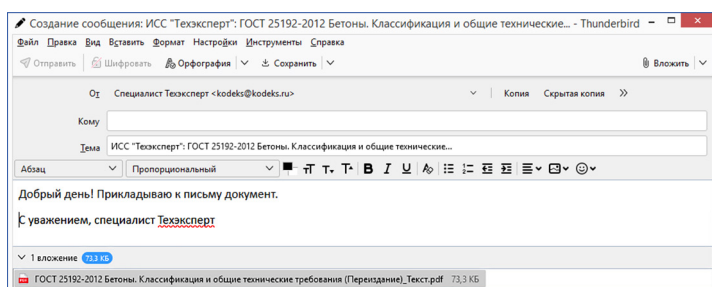 Создание сообщения: ИСС "Техэксперт": ГОСТ 25192-2012 Бетоны. Классификация и общие технические... - Thunderbird
Файл Правка Вид Вставить Формат Настройки Инструменты Справка
Отправить Шифровать Орфография Сохранить Вложить
От Специалист Техэксперт <kodeks@kodeks.ru> Копия Скрытая копия
Кому
Тема ИСС "Техэксперт": ГОСТ 25192-2012 Бетоны. Классификация и общие технические...
Абзац Пропорциональный
Добрый день! Прикладываю к письму документ.
С уважением, специалист Техэксперт
1 вложение 73,3 КБ
ГОСТ 25192-2012 Бетоны. Классификация и общие технические требования (Переиздание)_Текст.pdf 73,3 КБ